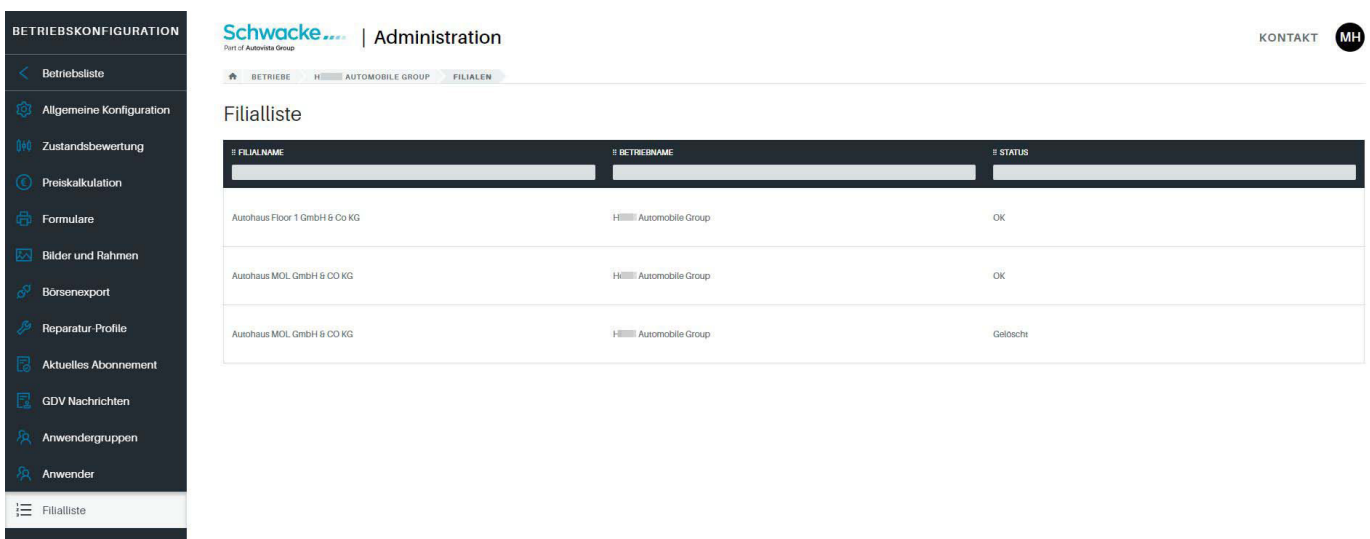 BETRIEBSKONFIGURATION
Betriebsliste
Allgemeine Konfiguration
Zustandsbewertung
Preiskalkulation
Formulare
Bilder und Rahmen
Börsenexport
Reparatur-Profile
Aktuelles Abonnement
GDV Nachrichten
Anwendergruppen
Anwender
Filialliste
Schwacke | Administration
Part of Autovista Group
KONTAKT MH
BETRIEBE H AUTOMOBILE GROUP FILIALEN
Filialliste
FILIALNAME BETRIEBNAME STATUS
Autohaus Floor 1 GmbH & Co KG H Automobile Group OK
Autohaus MOL GmbH & CO KG H Automobile Group OK
Autohaus MOL GmbH & CO KG H Automobile Group Gelöscht